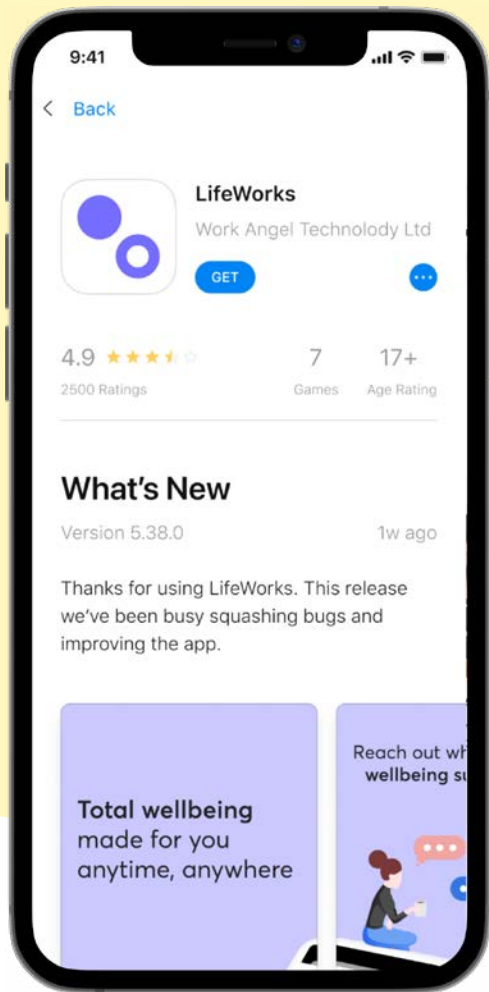 9:41
Back
LifeWorks
Work Angel Technolody Ltd
GET
4.9
7
17+
2500 Ratings
Games
Age Rating
What's New
Version 5.38.0
1w ago
Thanks for using LifeWorks. This release
we've been busy squashing bugs and
improving the app.
Total wellbeing
made for you
anytime, anywhere
Reach out
wellbeing